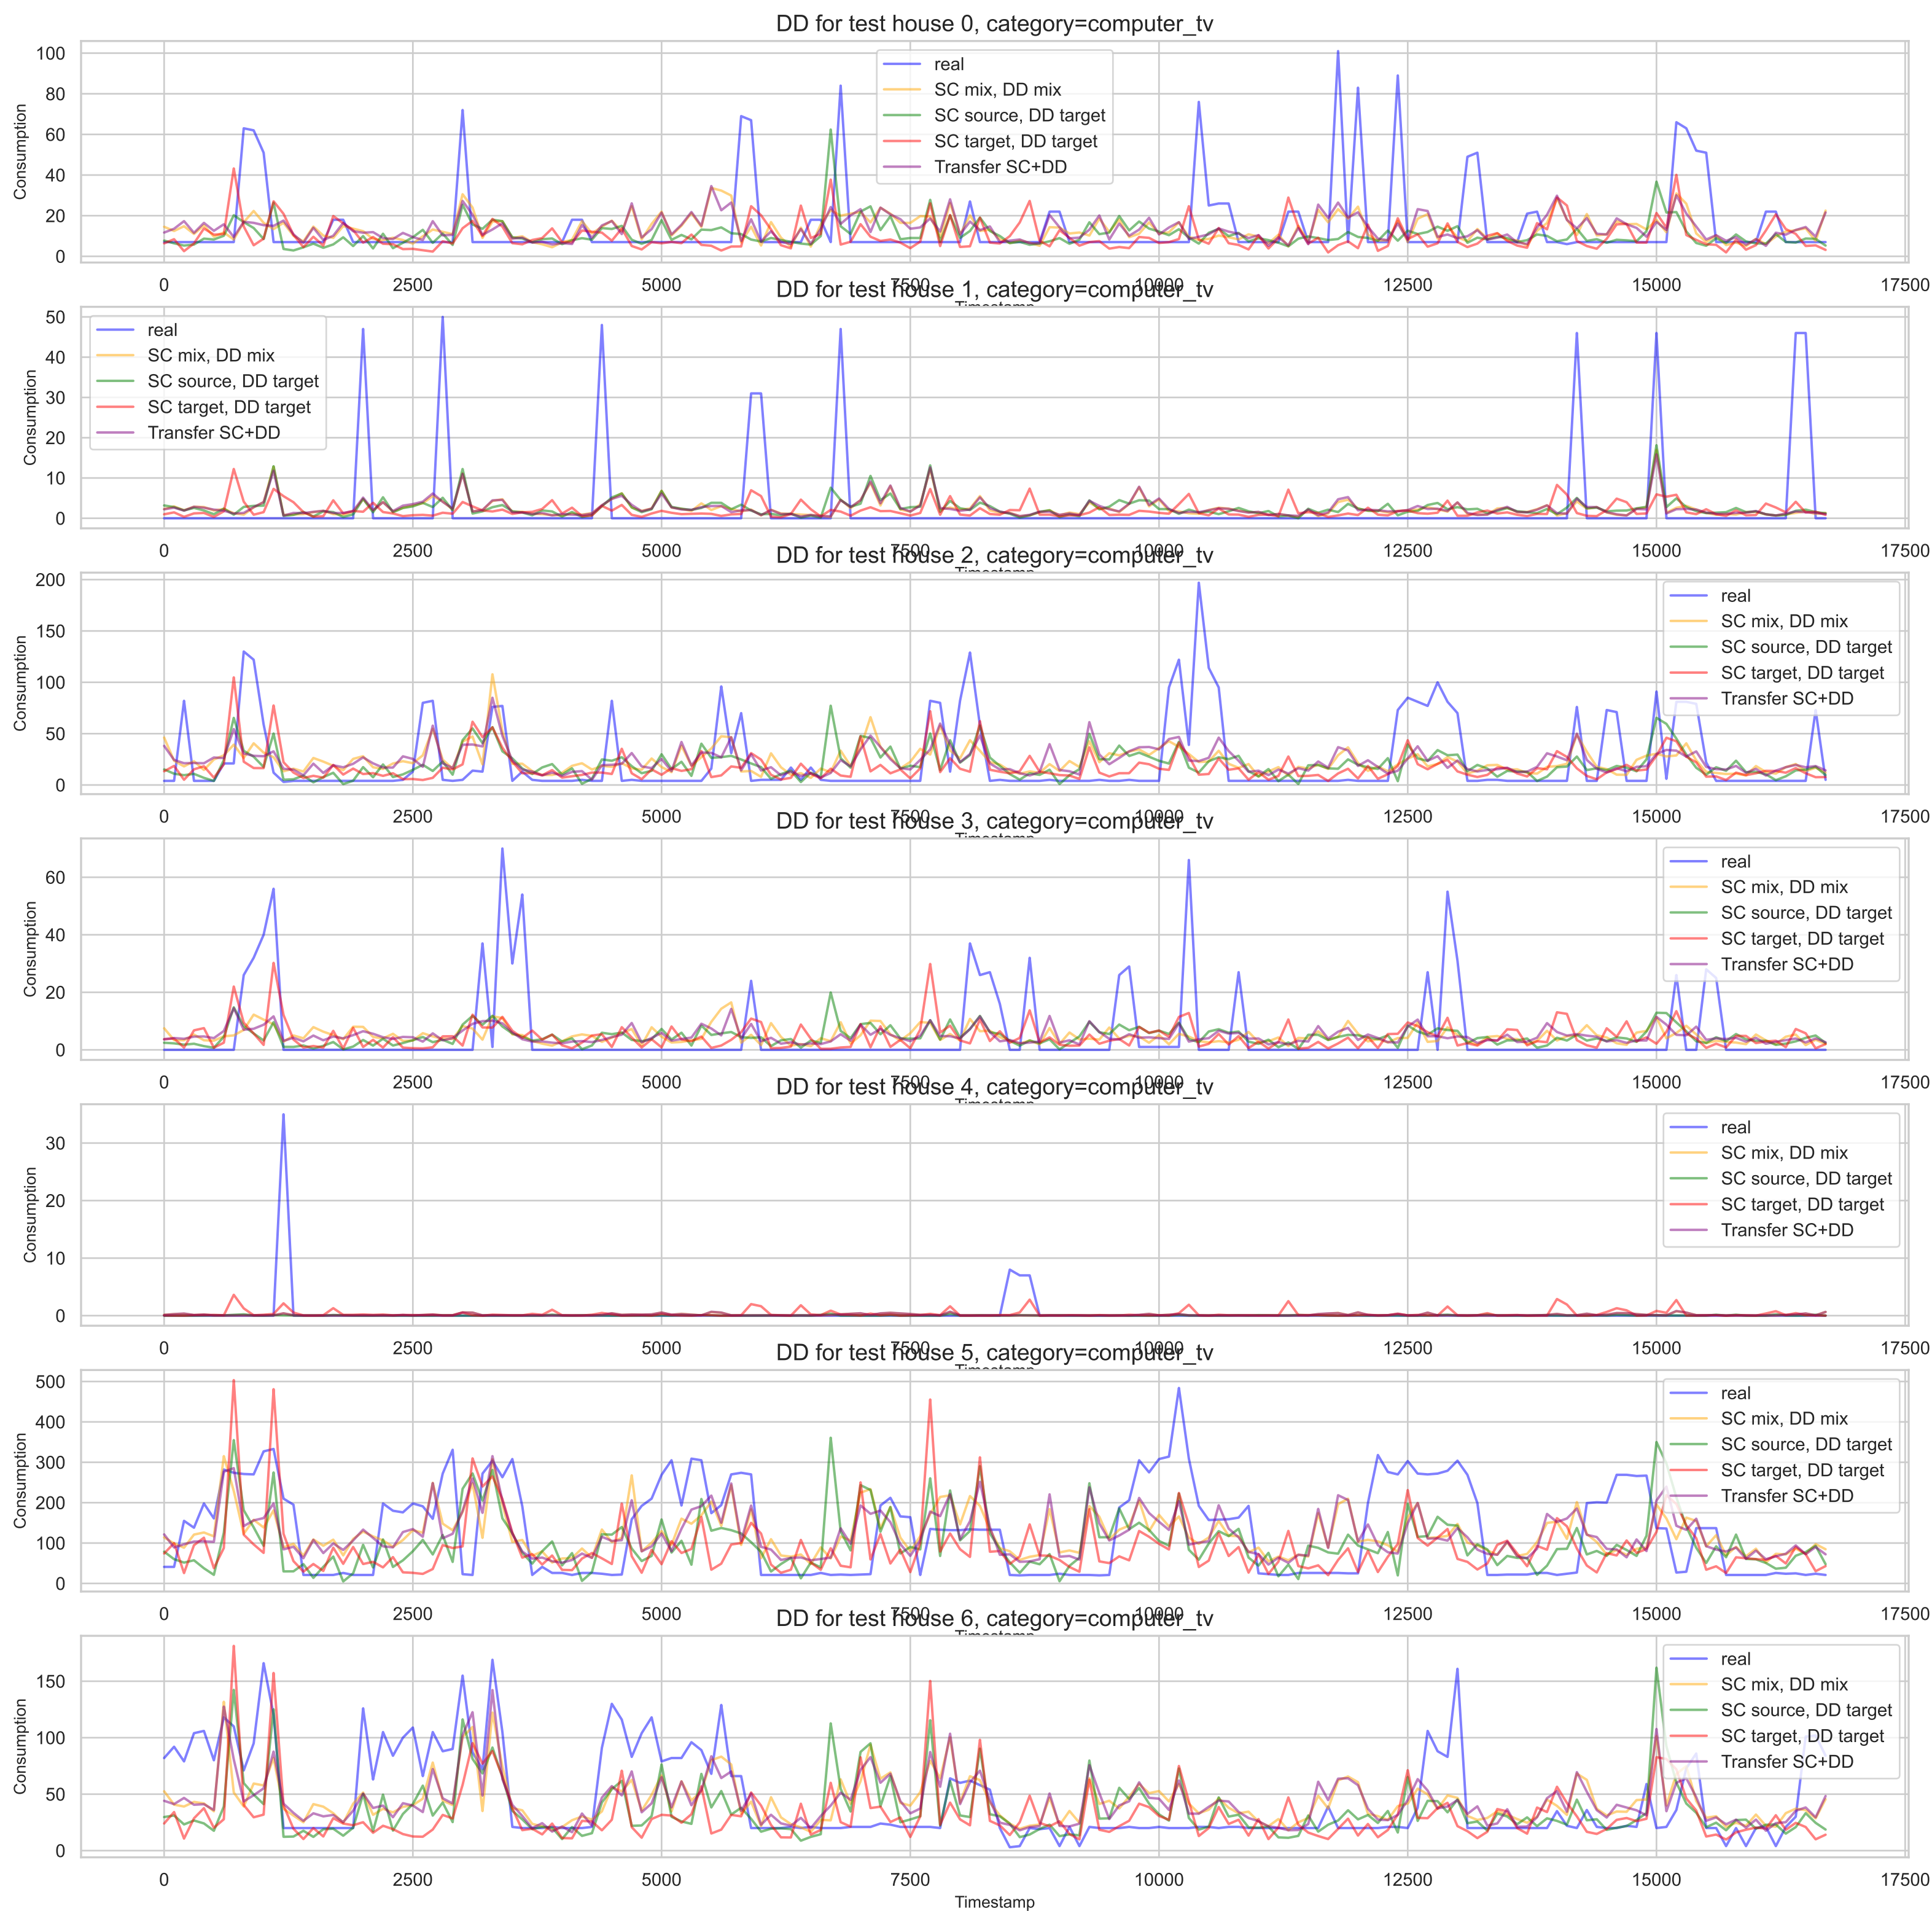 DD for test house 0, category=computer_tv
Consumption
100
80
60
40
20
0
real
SC mix, DD mix
SC source, DD target
SC target, DD target
Transfer SC+DD
0 2500 5000 7500 10000 12500 15000 17500
Timestamp
DD for test house 1, category=computer_tv
Consumption
50
40
30
20
10
0
real
SC mix, DD mix
SC source, DD target
SC target, DD target
Transfer SC+DD
0 2500 5000 7500 10000 12500 15000 17500
Timestamp
DD for test house 2, category=computer_tv
Consumption
200
150
100
50
0
real
SC mix, DD mix
SC source, DD target
SC target, DD target
Transfer SC+DD
0 2500 5000 7500 10000 12500 15000 17500
Timestamp
DD for test house 3, category=computer_tv
Consumption
60
40
20
0
real
SC mix, DD mix
SC source, DD target
SC target, DD target
Transfer SC+DD
0 2500 5000 7500 10000 12500 15000 17500
Timestamp
DD for test house 4, category=computer_tv
Consumption
30
20
10
0
real
SC mix, DD mix
SC source, DD target
SC target, DD target
Transfer SC+DD
0 2500 5000 7500 10000 12500 15000 17500
Timestamp
DD for test house 5, category=computer_tv
Consumption
500
400
300
200
100
0
real
SC mix, DD mix
SC source, DD target
SC target, DD target
Transfer SC+DD
0 2500 5000 7500 10000 12500 15000 17500
Timestamp
DD for test house 6, category=computer_tv
Consumption
150
100
50
0
real
SC mix, DD mix
SC source, DD target
SC target, DD target
Transfer SC+DD
0 2500 5000 7500 10000 12500 15000 17500
Timestamp